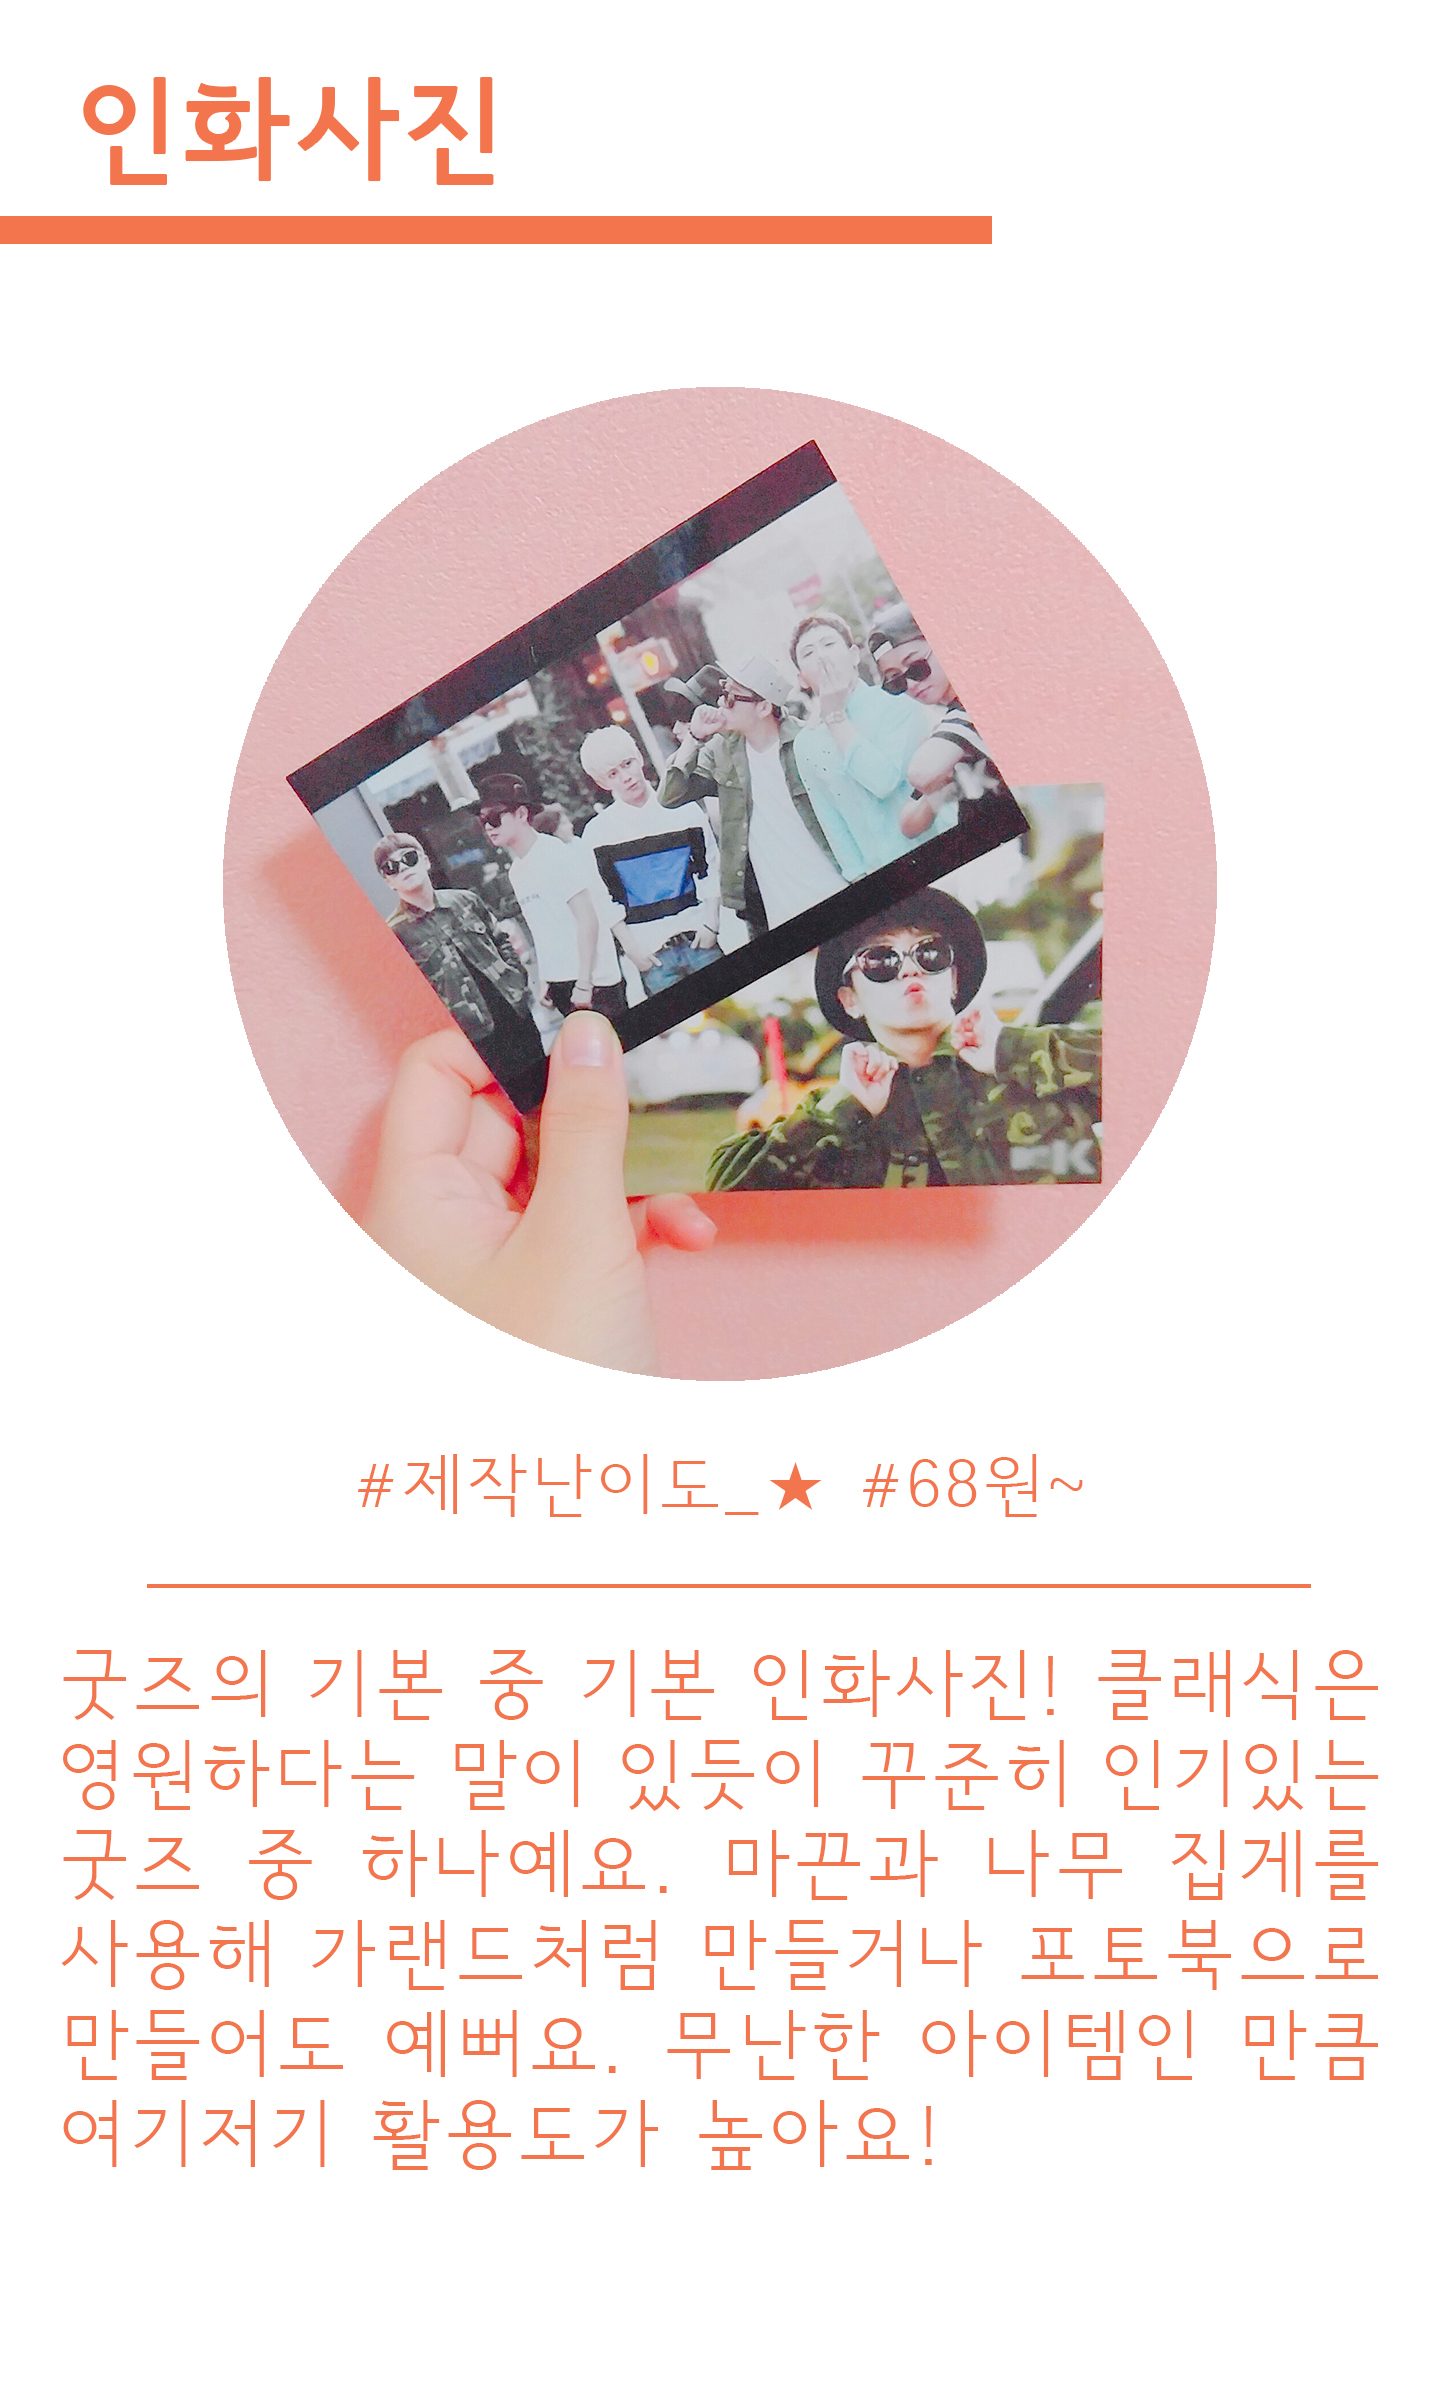 인화사진
#제작난이도_★ #68원~
굿즈의 기본 중 기본 인화사진! 클래식은
영원하다는 말이 있듯이 꾸준히 인기있는
굿즈 중 하나예요. 마끈과 나무 집게를
사용해 가랜드처럼 만들거나 포토북으로
만들어도 예뻐요. 무난한 아이템인 만큼
여기저기 활용도가 높아요!